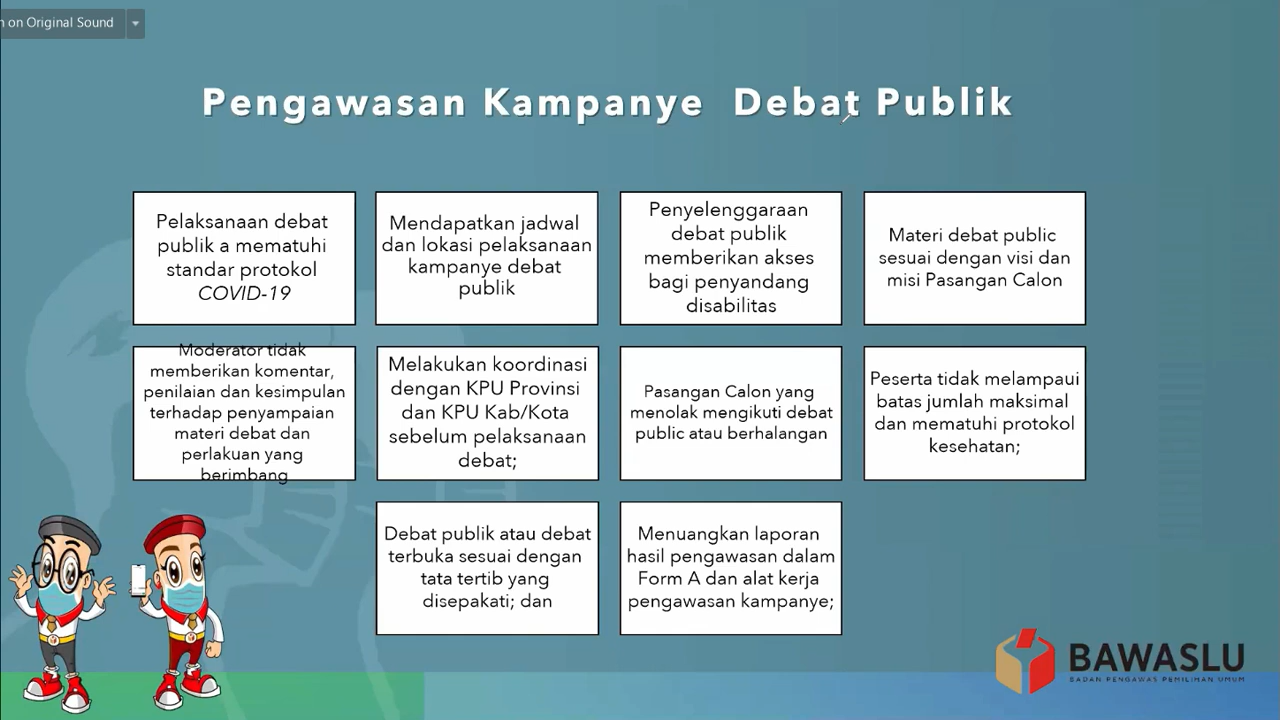 n on Original Sound
Pengawasan Kampanye Debat Publik
Pelaksanaan debat
publik a mematuhi
standar protokol
COVID-19
Mendapatkan jadwal
dan lokasi pelaksanaan
kampanye debat
publik
Penyelenggaraan
debat publik
memberikan akses
bagi penyandang
disabilitas
Materi debat public
sesuai dengan visi dan
misi Pasangan Calon
Moderator tidak
memberikan komentar,
penilaian dan kesimpulan
terhadap penyampaian
materi debat dan
perlakuan yang
berimbang
Melakukan koordinasi
dengan KPU Provinsi
dan KPU Kab/Kota
sebelum pelaksanaan
debat;
Pasangan Calon yang
menolak mengikuti debat
public atau berhalangan
Peserta tidak melampaui
batas jumlah maksimal
dan mematuhi protokol
kesehatan;
Debat publik atau debat
terbuka sesuai dengan
tata tertib yang
disepakati; dan
Menuangkan laporan
hasil pengawasan dalam
Form A dan alat kerja
pengawasan kampanye;
BAWASLU
BADAN PENGAWAS PEMILIHAN UMUM